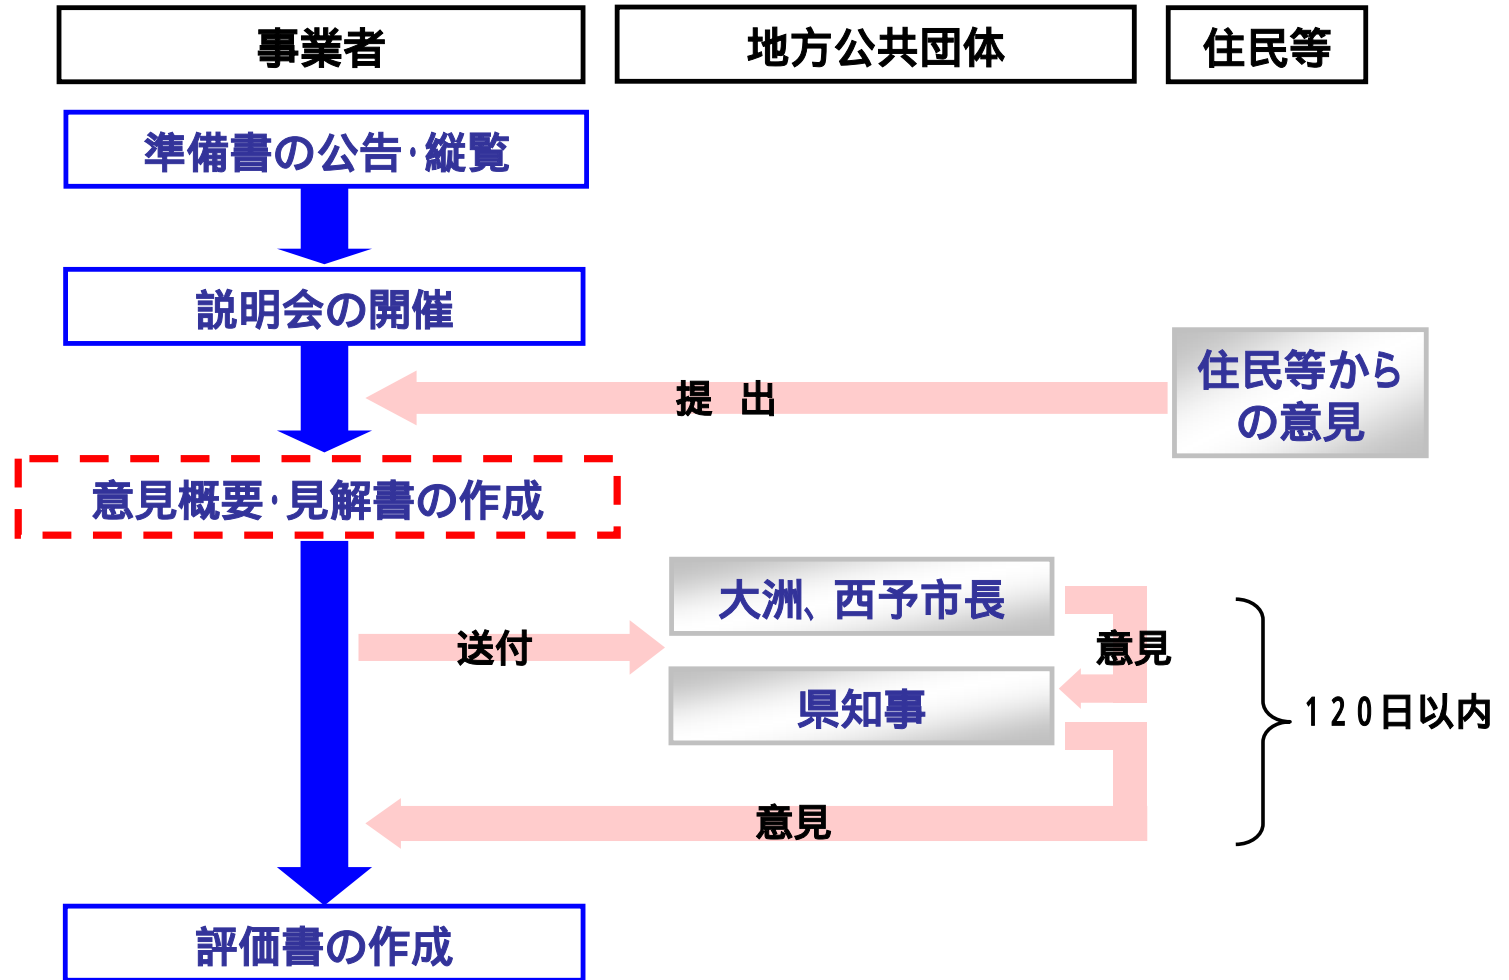 事業者
地方公共団体
住民等
準備書の公告・縦覧
説明会の開催
提　出
住民等から
の意見
意見概要・見解書の作成
大洲、西予市長
送付
意見
県知事
１２０日以内
意見
評価書の作成